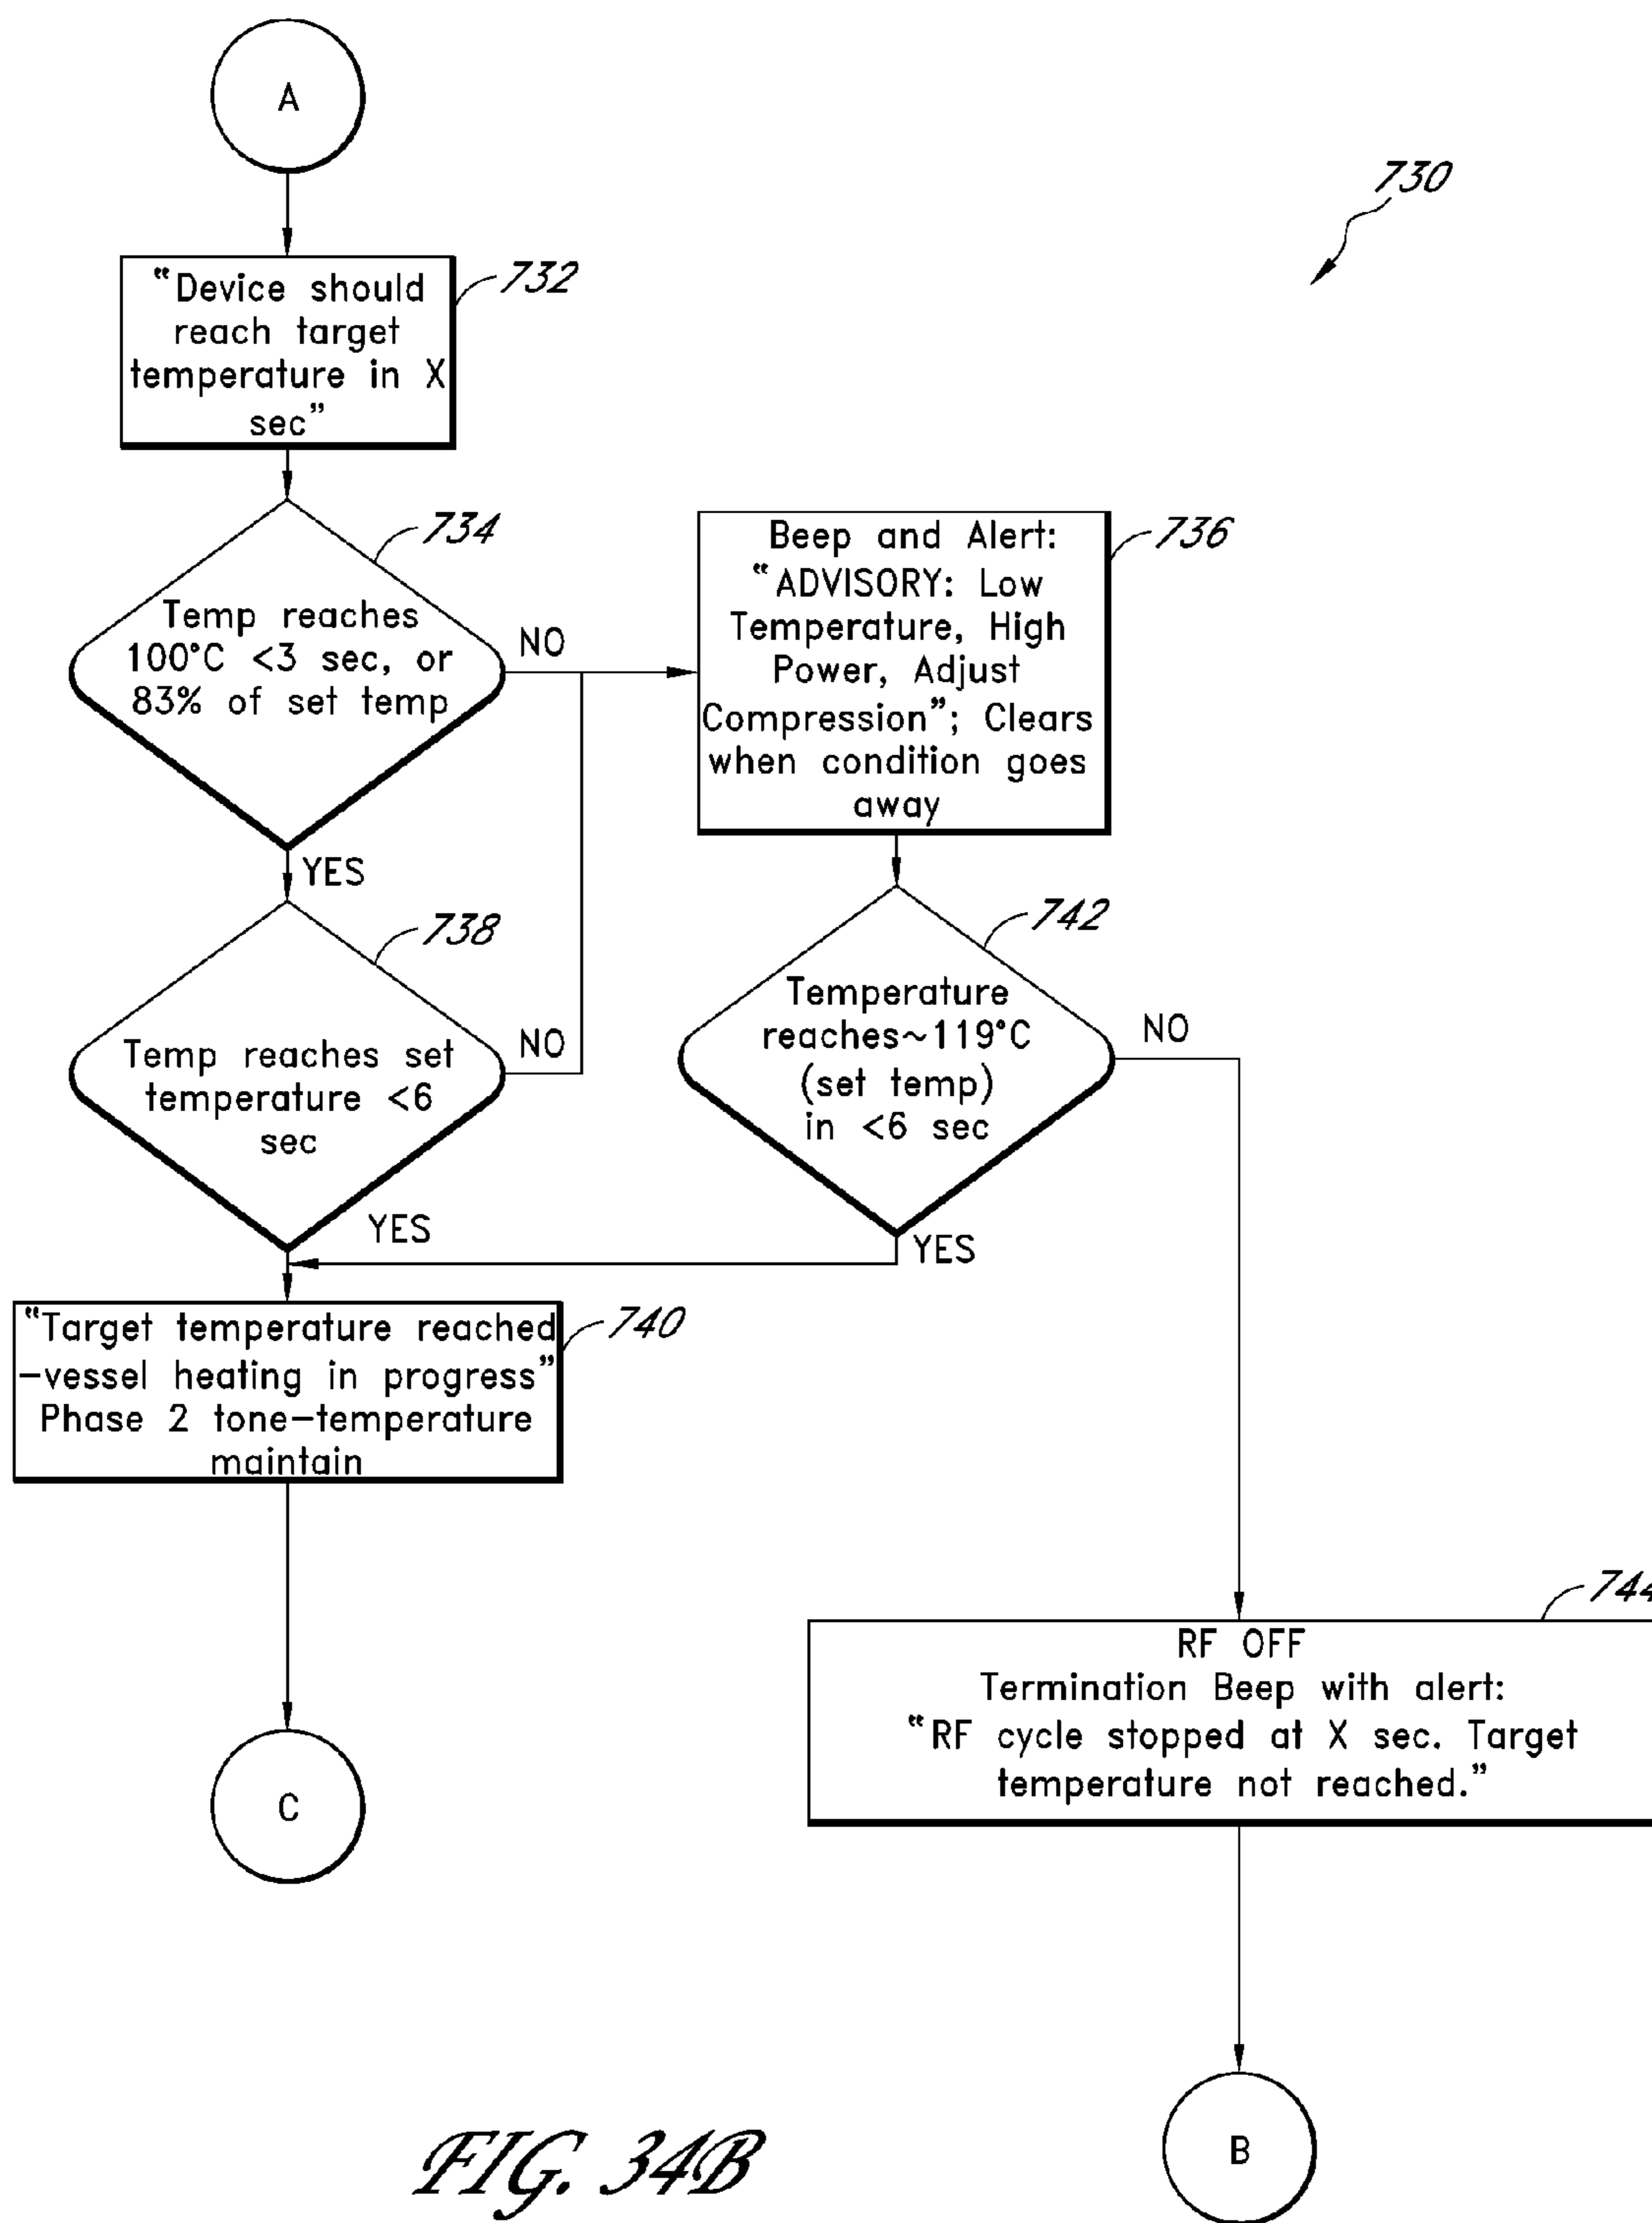 A
730
"Device should
reach target
temperature in X
sec"
732
Temp reaches
100°C <3 sec, or
83% of set temp
734
NO
YES
Beep and Alert:
"ADVISORY: Low
Temperature, High
Power, Adjust
Compression"; Clears
when condition goes
away
736
Temp reaches set
temperature <6
sec
738
NO
YES
Temperature
reaches~119°C
(set temp)
in <6 sec
742
NO
YES
"Target temperature reached
-vessel heating in progress"
Phase 2 tone-temperature
maintain
740
RF OFF
Termination Beep with alert:
"RF cycle stopped at X sec. Target
temperature not reached."
744
C
B
FIG. 34B